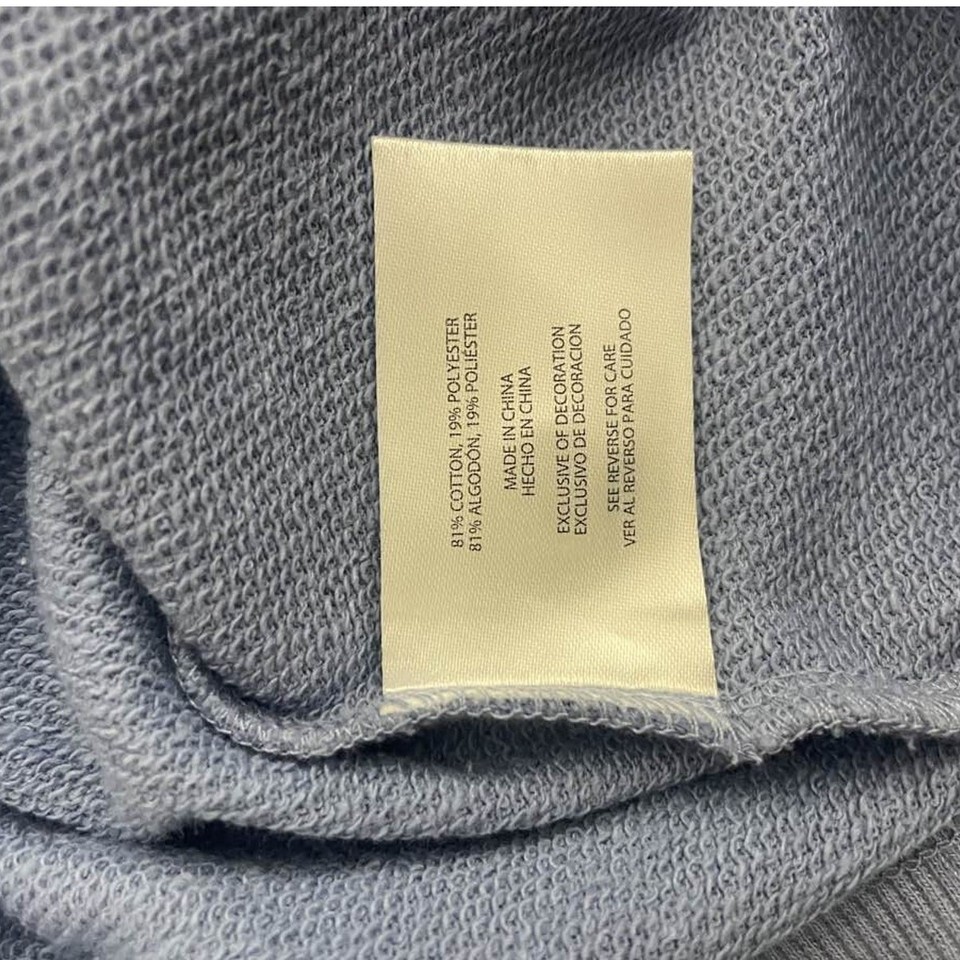 81% COTTON, 19% POLYESTER
81% ALGODÓN, 19% POLIÉSTER
MADE IN CHINA
HECHO EN CHINA
EXCLUSIVE OF DECORATION
EXCLUSIVO DE DECORACION
SEE REVERSE FOR CARE
VER AL REVERSO PARA CUIDADO